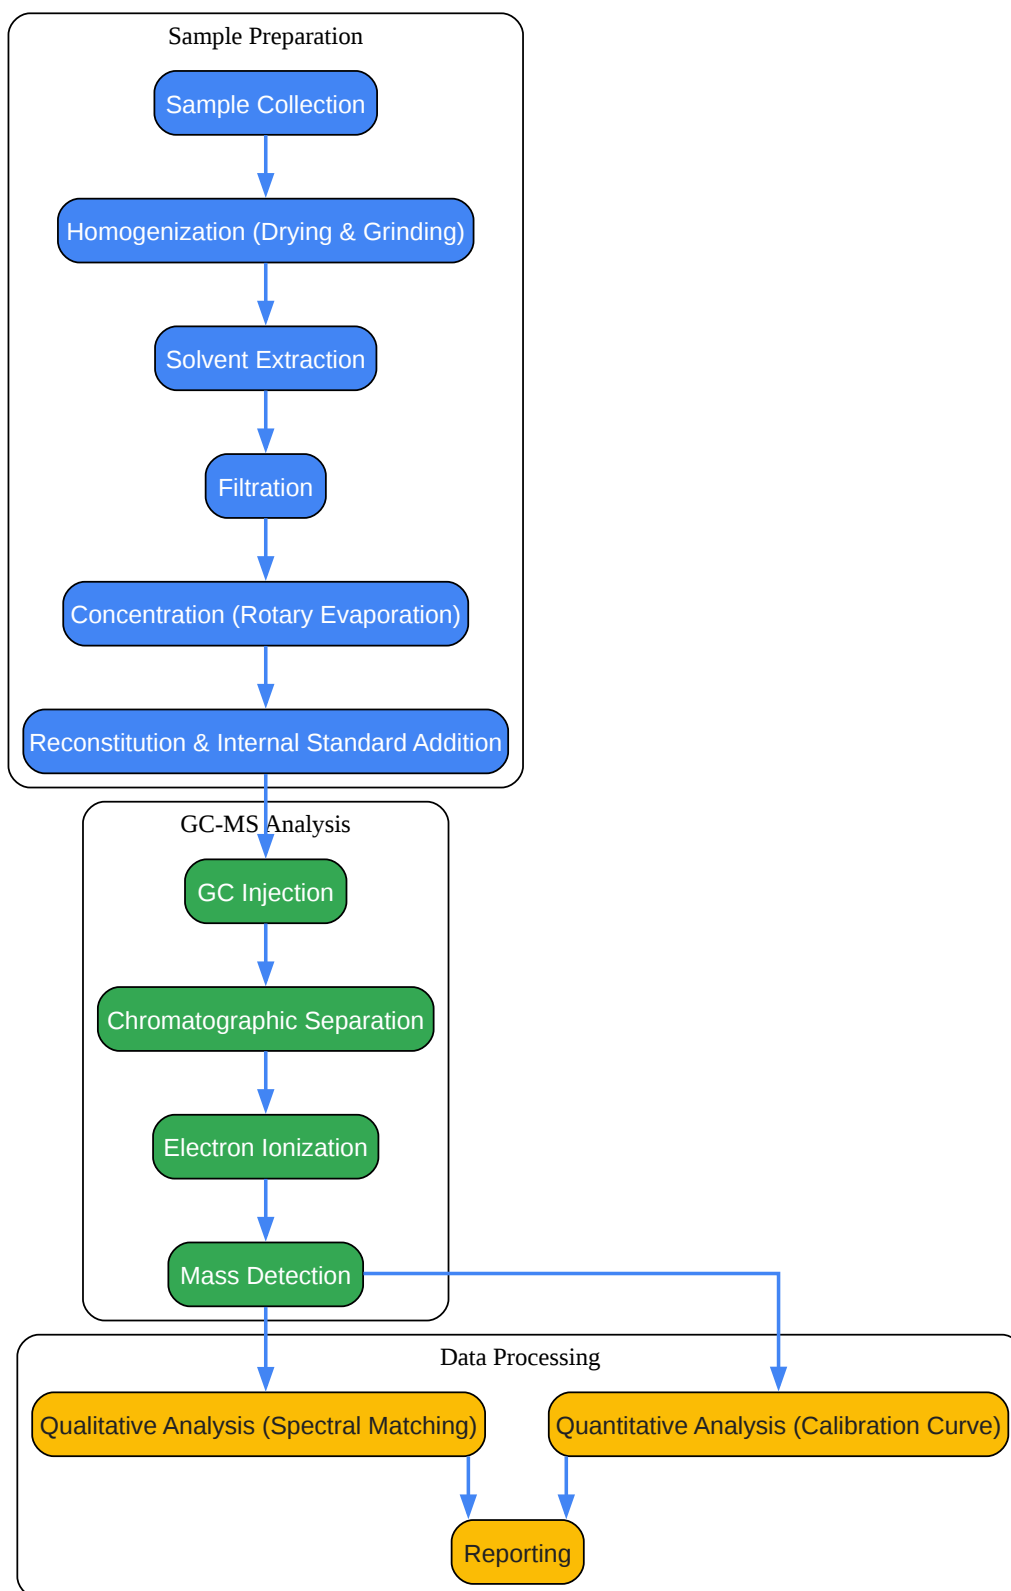 Sample Preparation
Sample Collection
Homogenization (Drying & Grinding)
Solvent Extraction
Filtration
Concentration (Rotary Evaporation)
Reconstitution & Internal Standard Addition
GC-MS Analysis
GC Injection
Chromatographic Separation
Electron Ionization
Mass Detection
Data Processing
Qualitative Analysis (Spectral Matching)
Quantitative Analysis (Calibration Curve)
Reporting